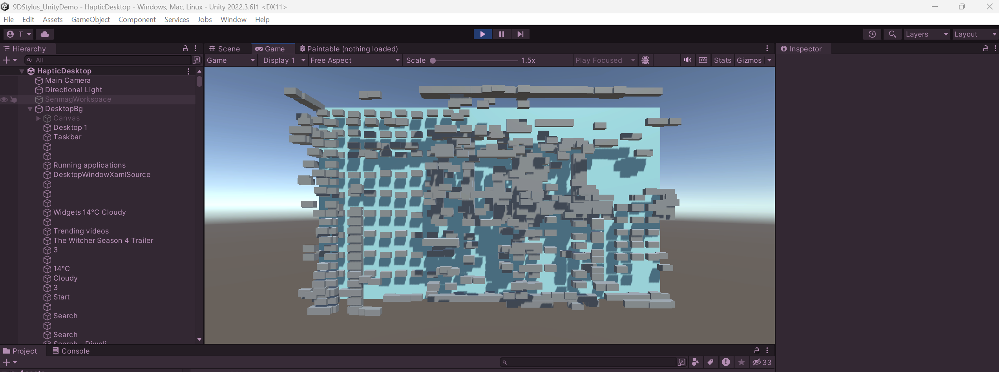 9DStylus_UnityDemo - HapticDesktop - Windows, Mac, Linux - Unity 2022.3.6f1 <DX11>
File Edit Assets GameObject Component Services Jobs Window Help
T Layers Layout
Hierarchy
Scene Game Paintable (nothing loaded)
Inspector
All
Game Display 1 Free Aspect Scale 1.5x Play Focused Stats Gizmos
HapticDesktop
Main Camera
Directional Light
SenmagWorkspace
DesktopBg
Canvas
Desktop 1
Taskbar
Running applications
DesktopWindowXamlSource
Widgets 14°C Cloudy
Trending videos
The Witcher Season 4 Trailer
3
14°C
Cloudy
3
Start
Search
Search
Search - Diwali
Project Console
33
Assets